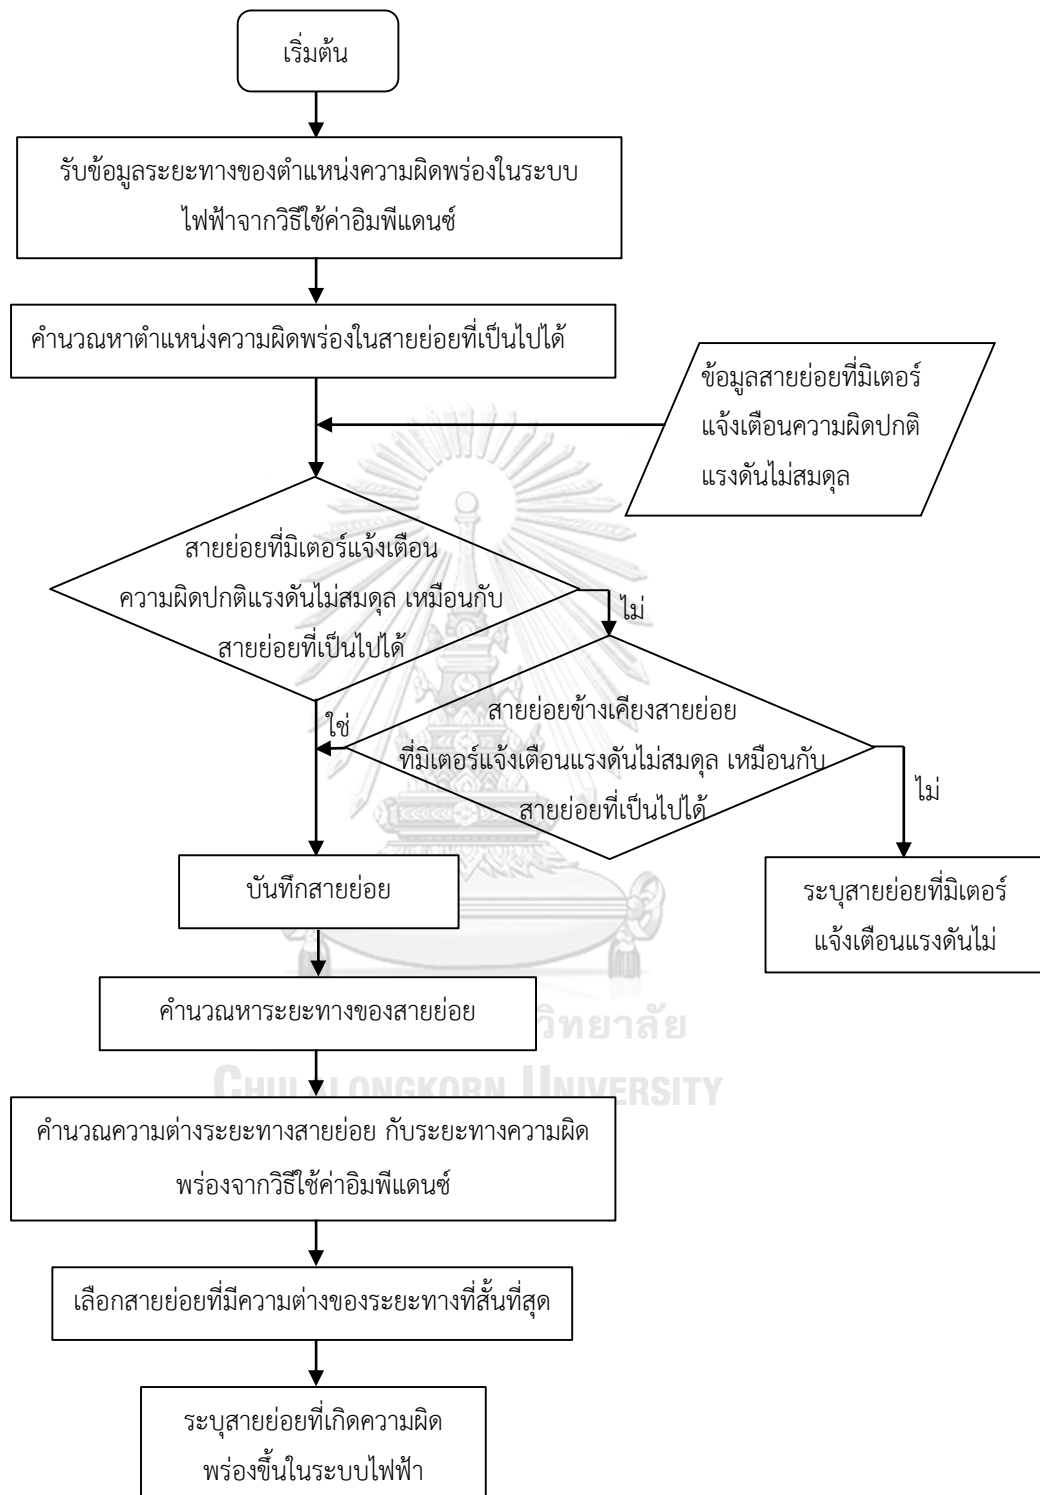 เริ่มต้น
รับข้อมูลระยะทางของตำแหน่งความผิดพร่องในระบบ
ไฟฟ้าจากวิธีใช้ค่าอิมพีแดนซ์
คำนวณหาตำแหน่งความผิดพร่องในสายย่อยที่เป็นไปได้
ข้อมูลสายย่อยที่มิเตอร์
แจ้งเตือนความผิดปกติ
แรงดันไม่สมดุล
สายย่อยที่มิเตอร์แจ้งเตือน
ความผิดปกติแรงดันไม่สมดุล เหมือนกับ
สายย่อยที่เป็นไปได้
ไม่
สายย่อยข้างเคียงสายย่อย
ที่มิเตอร์แจ้งเตือนแรงดันไม่สมดุล เหมือนกับ
สายย่อยที่เป็นไปได้
ใช่
ไม่
บันทึกสายย่อย
ระบุสายย่อยที่มิเตอร์
แจ้งเตือนแรงดันไม่
คำนวณหาระยะทางของสายย่อย
วิทยาลัย
CHULALONGKORN UNIVERSITY
คำนวณความต่างระยะทางสายย่อย กับระยะทางความผิด
พร่องจากวิธีใช้ค่าอิมพีแดนซ์
เลือกสายย่อยที่มีความต่างของระยะทางที่สั้นที่สุด
ระบุสายย่อยที่เกิดความผิด
พร่องขึ้นในระบบไฟฟ้า